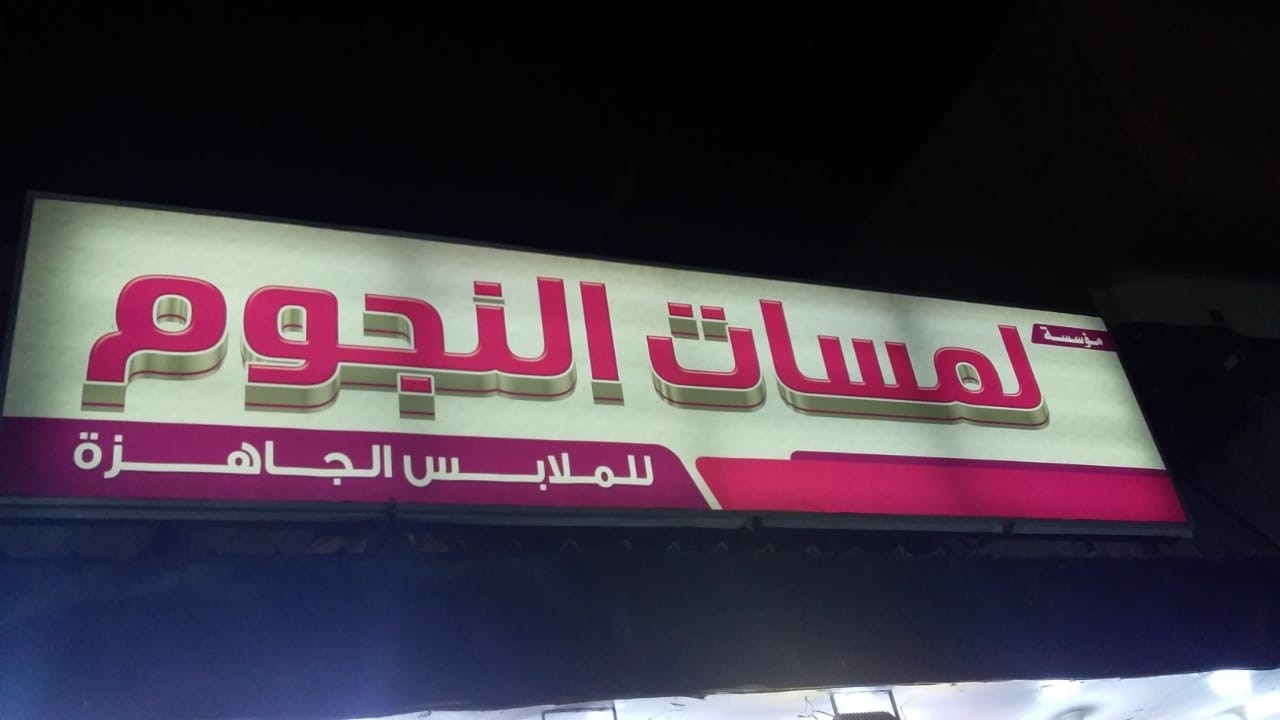 مؤسسة
لمسات النجوم
للملابس الجاهزة